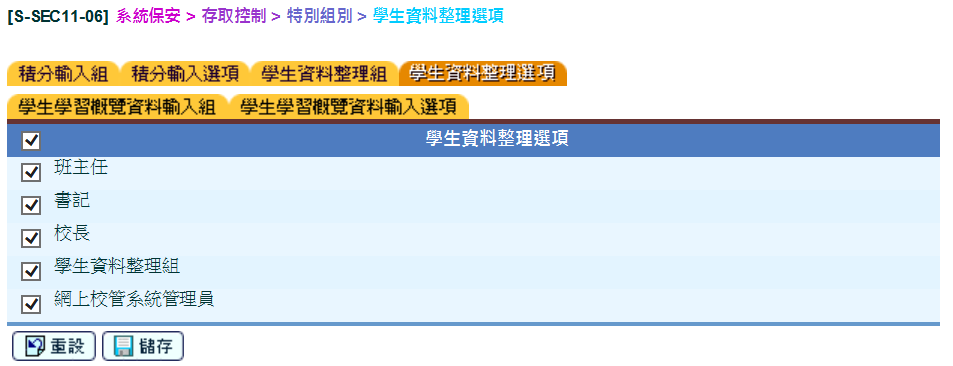 [S-SEC11-06] 系統保安 > 存取控制 > 特別組別 > 學生資料整理選項
積分輸入組 積分輸入選項 學生資料整理組 學生資料整理選項
學生學習概覽資料輸入組 學生學習概覽資料輸入選項
學生資料整理選項
班主任
書記
校長
學生資料整理組
網上校管系統管理員
重設 儲存